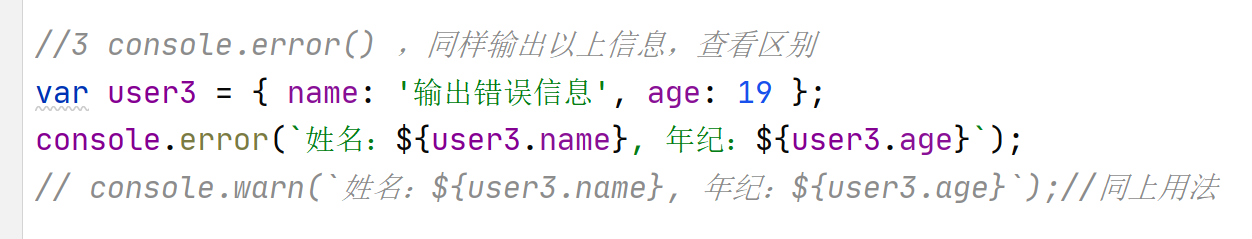 //3 console.error() ，同样输出以上信息，查看区别
var user3 = { name: '输出错误信息', age: 19 };
console.error(`姓名：${user3.name}, 年纪：${user3.age}`);
// console.warn(`姓名：${user3.name}, 年纪：${user3.age}`);//同上用法